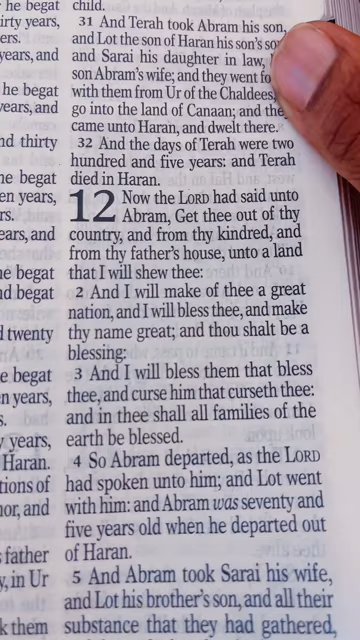 he begat
irty years,
ers.
years, and
he begat
years, and
nd thirty
he begat
en years,
rs.
ears, and
he begat
nd begat
d twenty
e begat
n years,
s.
y years,
Haran.
tions of
nor, and
s father
y, in Ur
k them
child.
31 And Terah took Abram his son,
and Lot the son of Haran his son's son,
and Sarai his daughter in law,
son Abram's wife; and they went fo
with them from Ur of the Chaldees,
go into the land of Canaan; and the
came unto Haran, and dwelt there.
32 And the days of Terah were two
hundred and five years: and Terah
died in Haran.
12 Now the LORD had said unto
Abram, Get thee out of thy
country, and from thy kindred, and
from thy father's house, unto a land
that I will shew thee:
2 And I will make of thee a great
nation, and I will bless thee, and make
thy name great; and thou shalt be a
blessing:
3 And I will bless them that bless
thee, and curse him that curseth thee:
and in thee shall all families of the
earth be blessed.
4 So Abram departed, as the LORD
had spoken unto him; and Lot went
with him: and Abram was seventy and
five years old when he departed out
of Haran.
5 And Abram took Sarai his wife,
and Lot his brother's son, and all their
substance that they had gathered,